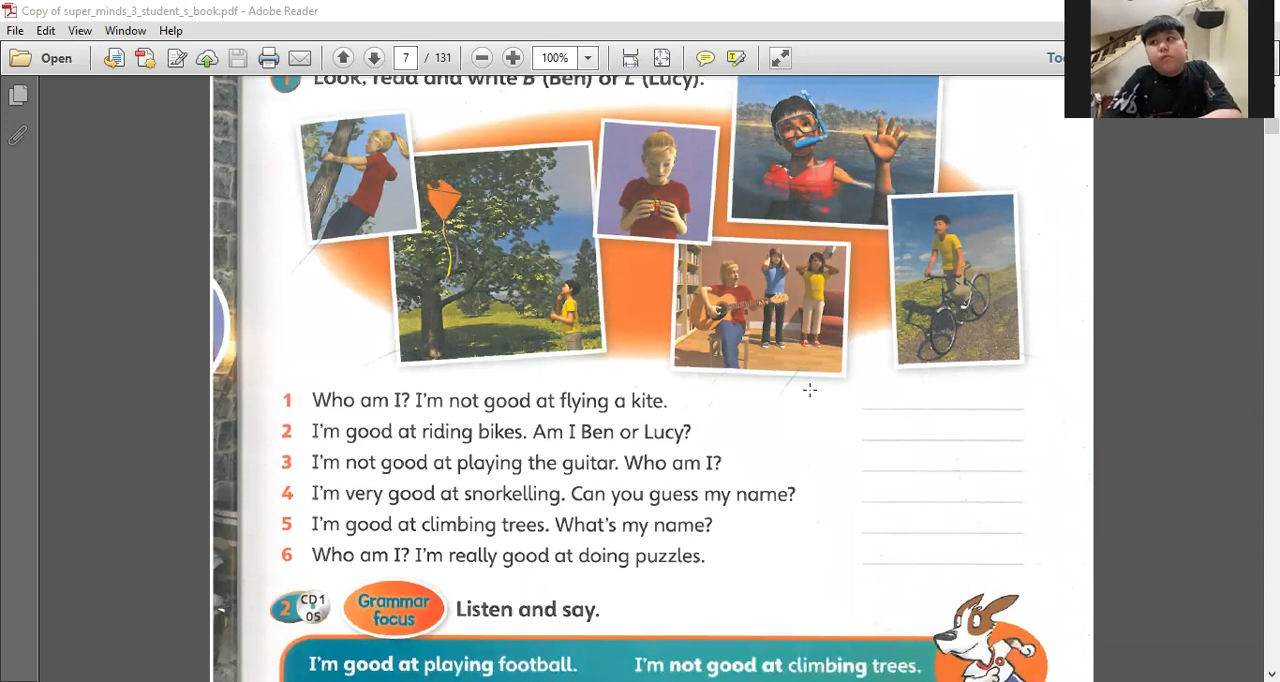 Copy of super_minds_3_student_s_book.pdf - Adobe Reader
File Edit View Window Help
Open 7 / 131 100%
1 Look, read and write B (Ben) or L (Lucy).
1 Who am I? I'm not good at flying a kite.
2 I'm good at riding bikes. Am I Ben or Lucy?
3 I'm not good at playing the guitar. Who am I?
4 I'm very good at snorkelling. Can you guess my name?
5 I'm good at climbing trees. What's my name?
6 Who am I? I'm really good at doing puzzles.
2 CD1 05 Grammar focus Listen and say.
I'm good at playing football. I'm not good at climbing trees.